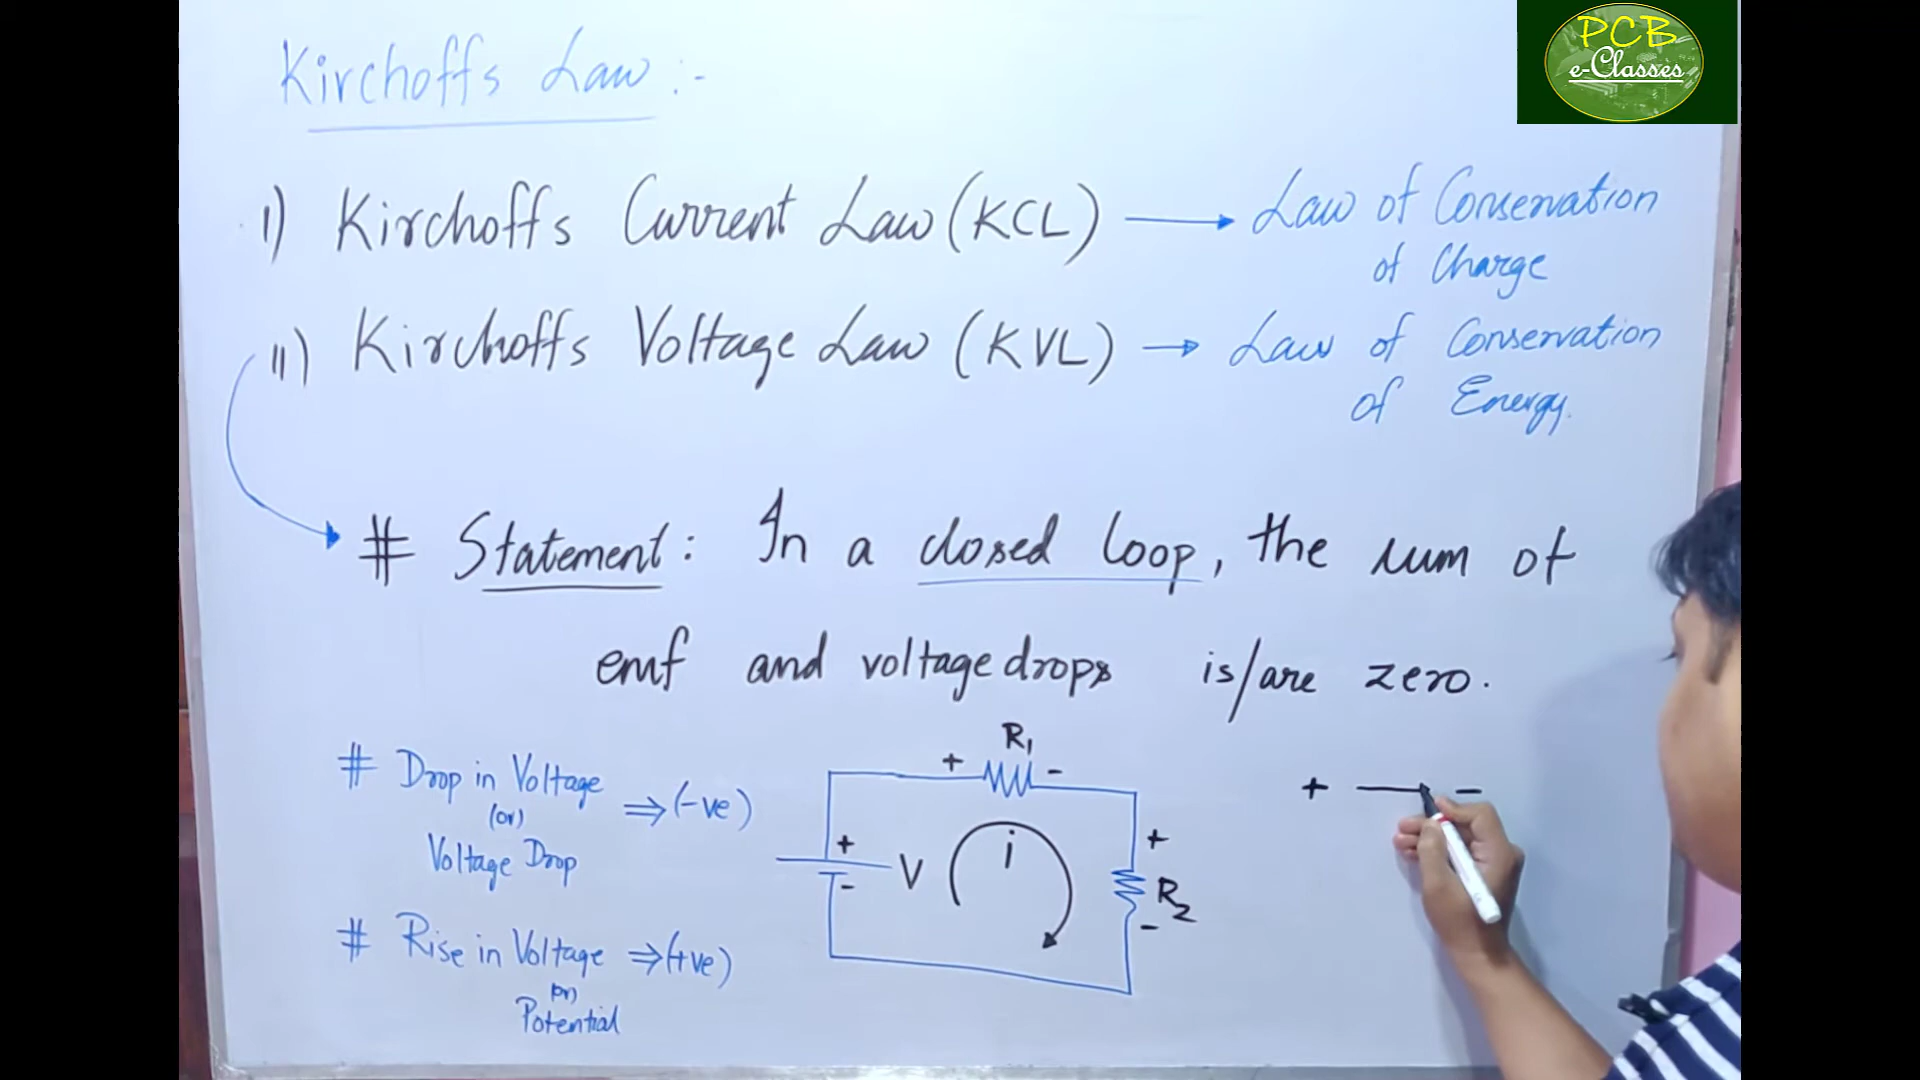 PCB
e-Classes
Kirchoffs Law :-
I) Kirchoffs Current Law (KCL) → Law of Conservation
of Charge
II) Kirchoffs Voltage Law (KVL) → Law of Conservation
of Energy.
# Statement: In a closed loop, the sum of
emf and voltage drops is/are zero.
# Drop in Voltage ⇒ (-ve)
(or)
Voltage Drop
# Rise in Voltage ⇒ (+ve)
(or)
Potential
R1
+ -
+
-
V
i
+
R2
-
+ → -